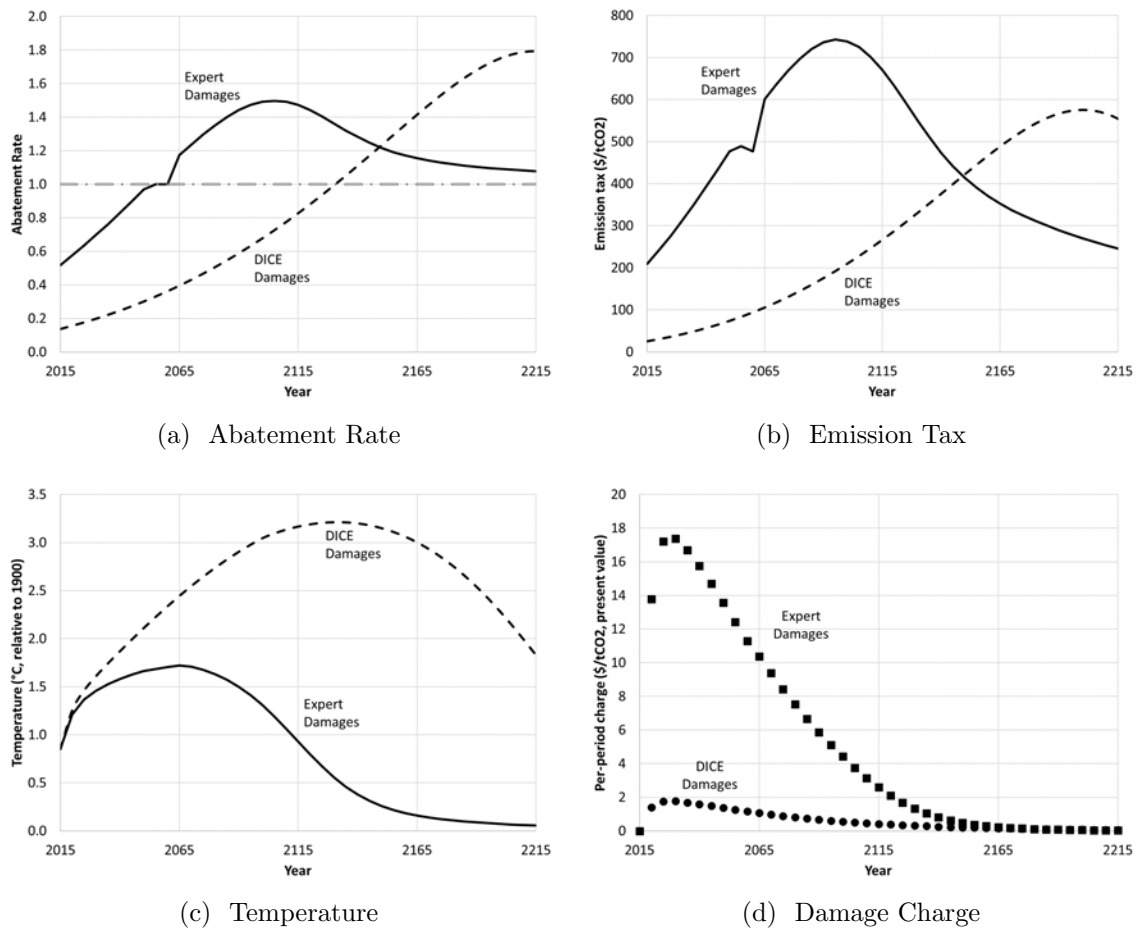 2.0
1.8
1.6
1.4
1.2
1.0
0.8
0.6
0.4
0.2
0.0
Abatement Rate
Expert
Damages
DICE
Damages
2015 2065 2115 2165 2215
Year
(a) Abatement Rate
800
700
600
500
400
300
200
100
0
Emission tax ($/tCO2)
Expert
Damages
DICE
Damages
2015 2065 2115 2165 2215
Year
(b) Emission Tax
3.5
3.0
2.5
2.0
1.5
1.0
0.5
0.0
Temperature (°C, relative to 1900)
DICE
Damages
Expert
Damages
2015 2065 2115 2165 2215
Year
(c) Temperature
20
18
16
14
12
10
8
6
4
2
0
Per-period charge ($/tCO2, present value)
Expert
Damages
DICE
Damages
2015 2065 2115 2165 2215
Year
(d) Damage Charge